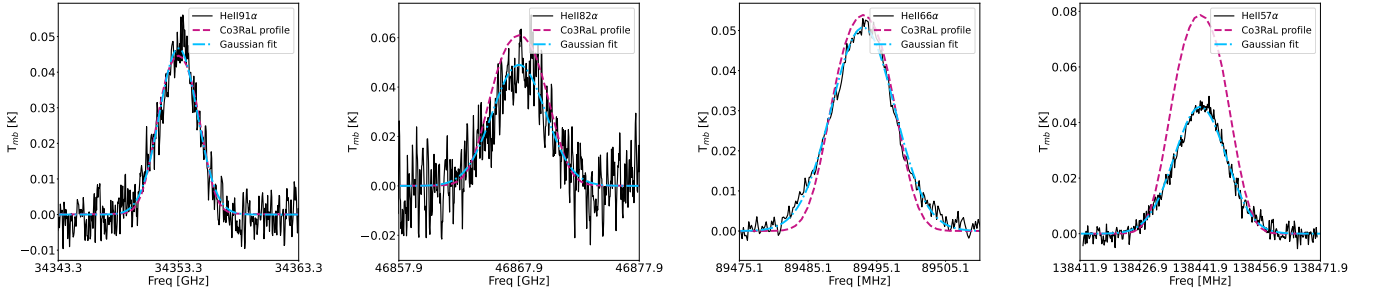 HeII91α
Co3RaL profile
Gaussian fit
T_mb [K]
0.05
0.04
0.03
0.02
0.01
0.00
−0.01
34343.3 34353.3 34363.3
Freq [GHz]
HeII82α
Co3RaL profile
Gaussian fit
T_mb [K]
0.06
0.04
0.02
0.00
−0.02
46857.9 46867.9 46877.9
Freq [GHz]
HeII66α
Co3RaL profile
Gaussian fit
T_mb [K]
0.05
0.04
0.03
0.02
0.01
0.00
89475.1 89485.1 89495.1 89505.1
Freq [MHz]
HeII57α
Co3RaL profile
Gaussian fit
T_mb [K]
0.08
0.06
0.04
0.02
0.00
138411.9 138426.9 138441.9 138456.9 138471.9
Freq [MHz]